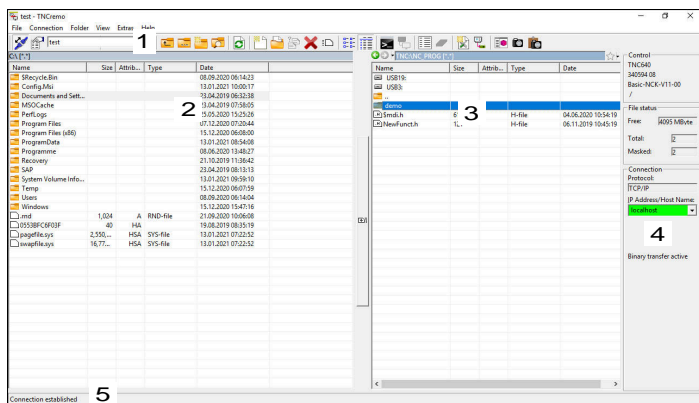 test - TNCremo
File Connection Folder View Extras Help
test
1
C:\ [*.*]
Name Size Attrib... Type Date
$Recycle.Bin 08.09.2020 06:14:23
Config.Msi 13.01.2021 10:00:17
Documents and Sett... 23.04.2019 06:32:38
MSOCache 23.04.2019 07:58:05
PerfLogs 15.05.2020 15:25:26
Program Files 07.12.2020 07:20:44
Program Files (x86) 15.12.2020 06:08:00
ProgramData 13.01.2021 08:54:08
Programme 08.06.2020 13:48:27
Recovery 21.10.2019 11:36:42
SAP 23.04.2019 08:13:13
System Volume Info... 13.01.2021 09:59:10
Temp 15.12.2020 06:07:59
Users 08.09.2020 06:14:04
Windows 15.12.2020 15:47:16
.rnd 1,024 A RND-file 21.09.2020 10:06:08
0553BFC6F03F 40 HA 19.08.2019 08:35:19
pagefile.sys 2,550,... HSA SYS-file 13.01.2021 07:22:52
swapfile.sys 16,77... HSA SYS-file 13.01.2021 07:22:52
2
TNC:\NC_PROG [*.*]
Name Size Attrib... Type Date
USB19:
USB3:
..
demo
$mdi.h H-file 04.06.2020 10:54:19
NewFunct.h H-file 06.11.2019 10:45:19
3
Control
TNC640
340594 08
Basic-NCK-V11-00
/
File status
Free: 4095 MByte
Total: 2
Masked: 2
Connection
Protocol:
TCP/IP
IP Address/Host Name:
localhost
4
Binary transfer active
Connection established
5